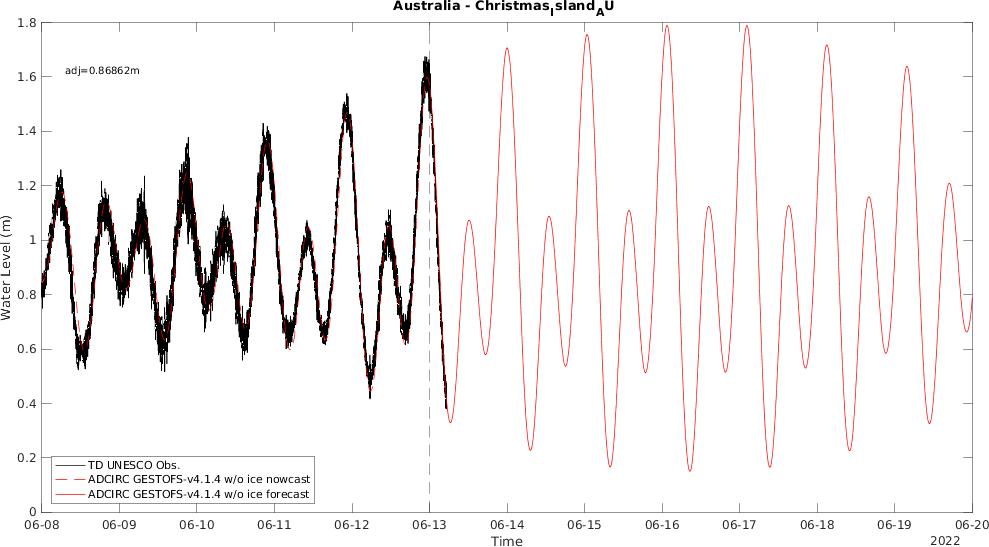 Australia - ChristmasIslandAU
1.8
1.6
1.4
1.2
1
0.8
0.6
0.4
0.2
0
Water Level (m)
adj=0.86862m
TD UNESCO Obs.
ADCIRC GESTOFS-v4.1.4 w/o ice nowcast
ADCIRC GESTOFS-v4.1.4 w/o ice forecast
06-08 06-09 06-10 06-11 06-12 06-13 06-14 06-15 06-16 06-17 06-18 06-19 06-20
Time
2022